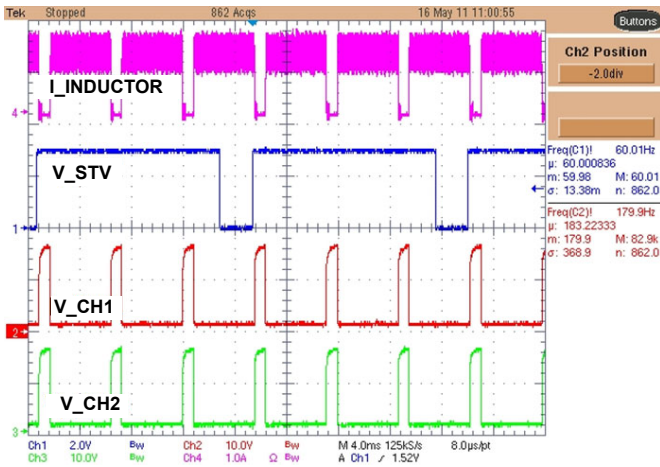 Tek Stopped 862 Acqs 16 May 11 11:00:55
Buttons
Ch2 Position
-2.0div
I_INDUCTOR
4
V_STV
1
Freq(C1)! 60.01Hz
µ: 60.000836
m: 59.98 M: 60.01
σ: 13.38m n: 862.0
Freq(C2)! 179.9Hz
µ: 183.22333
m: 179.9 M: 82.9k
σ: 368.9 n: 862.0
V_CH1
2
V_CH2
3
Ch1 2.0V Bw Ch2 10.0V Bw M 4.0ms 125kS/s 8.0µs/pt
Ch3 10.0V Bw Ch4 1.0A Ω Bw A Ch1 ∕ 1.52V